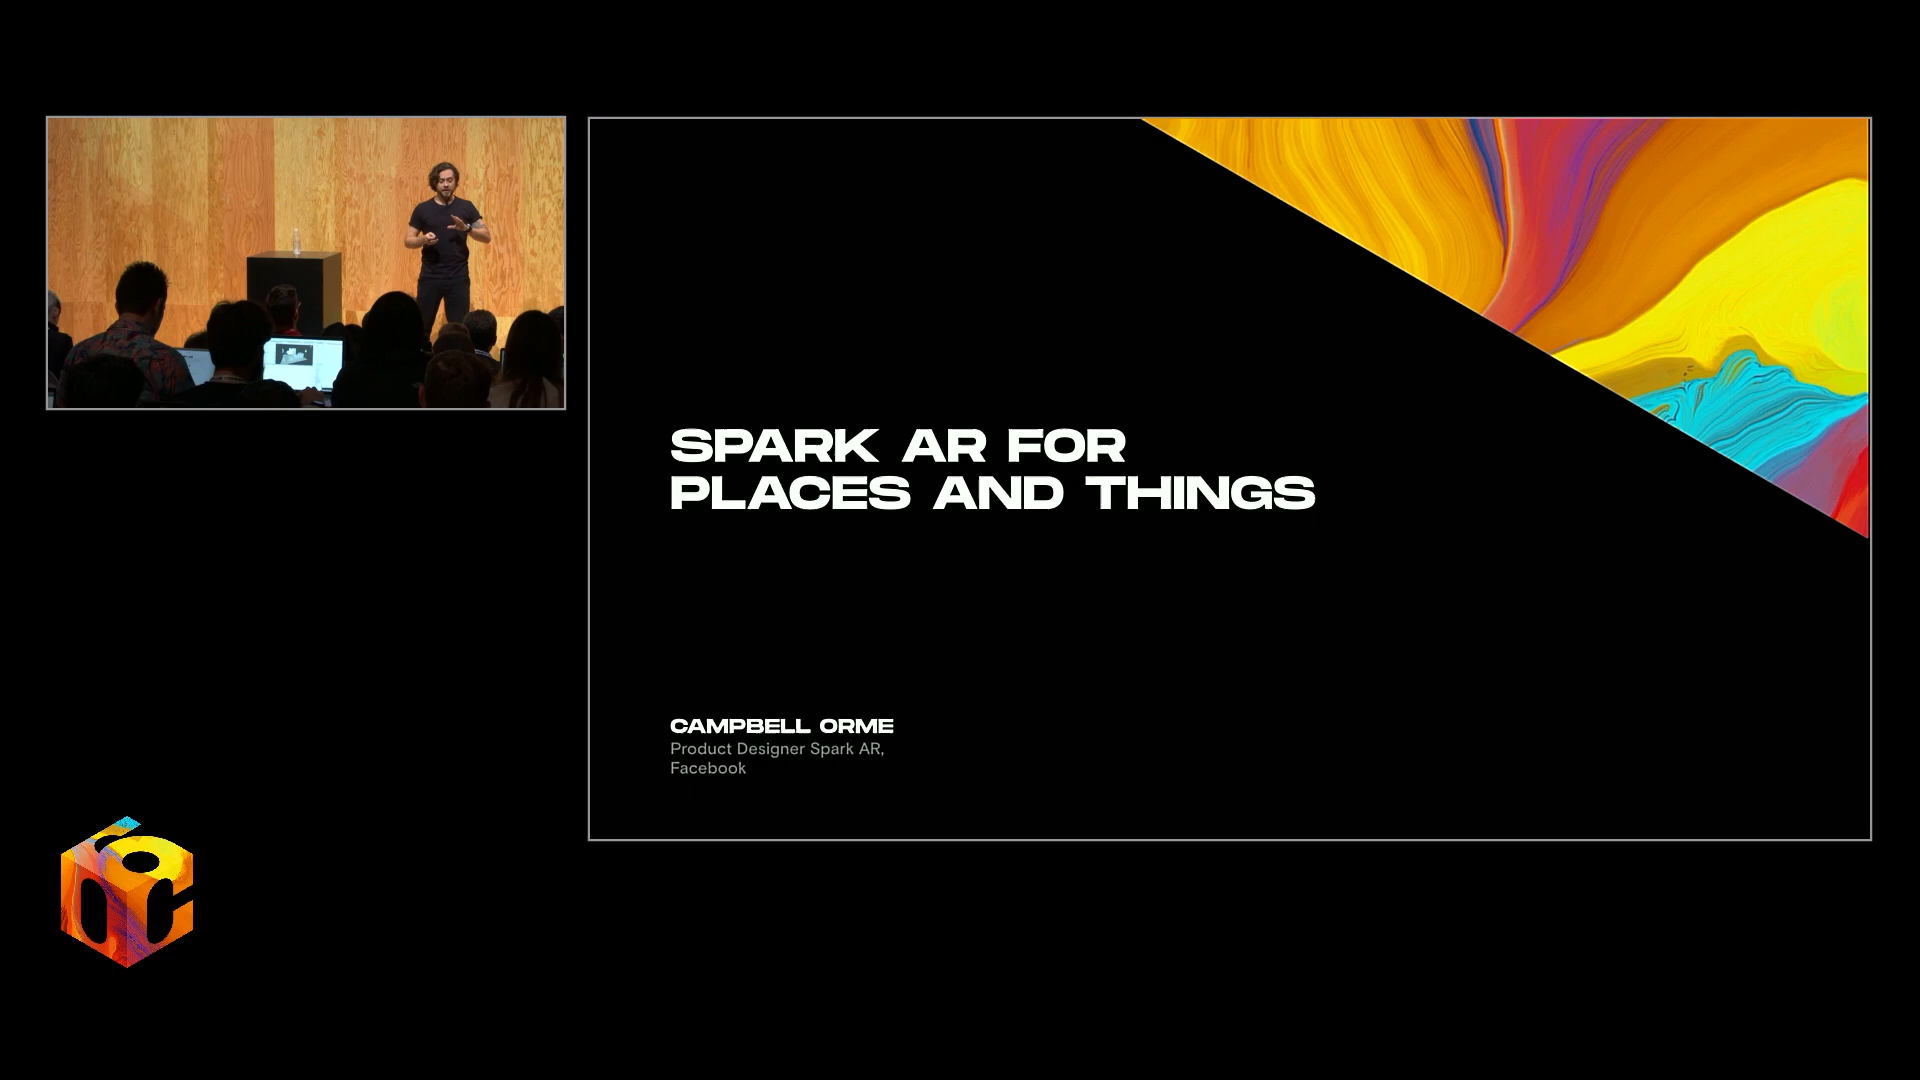 SPARK AR FOR
PLACES AND THINGS
CAMPBELL ORME
Product Designer Spark AR,
Facebook